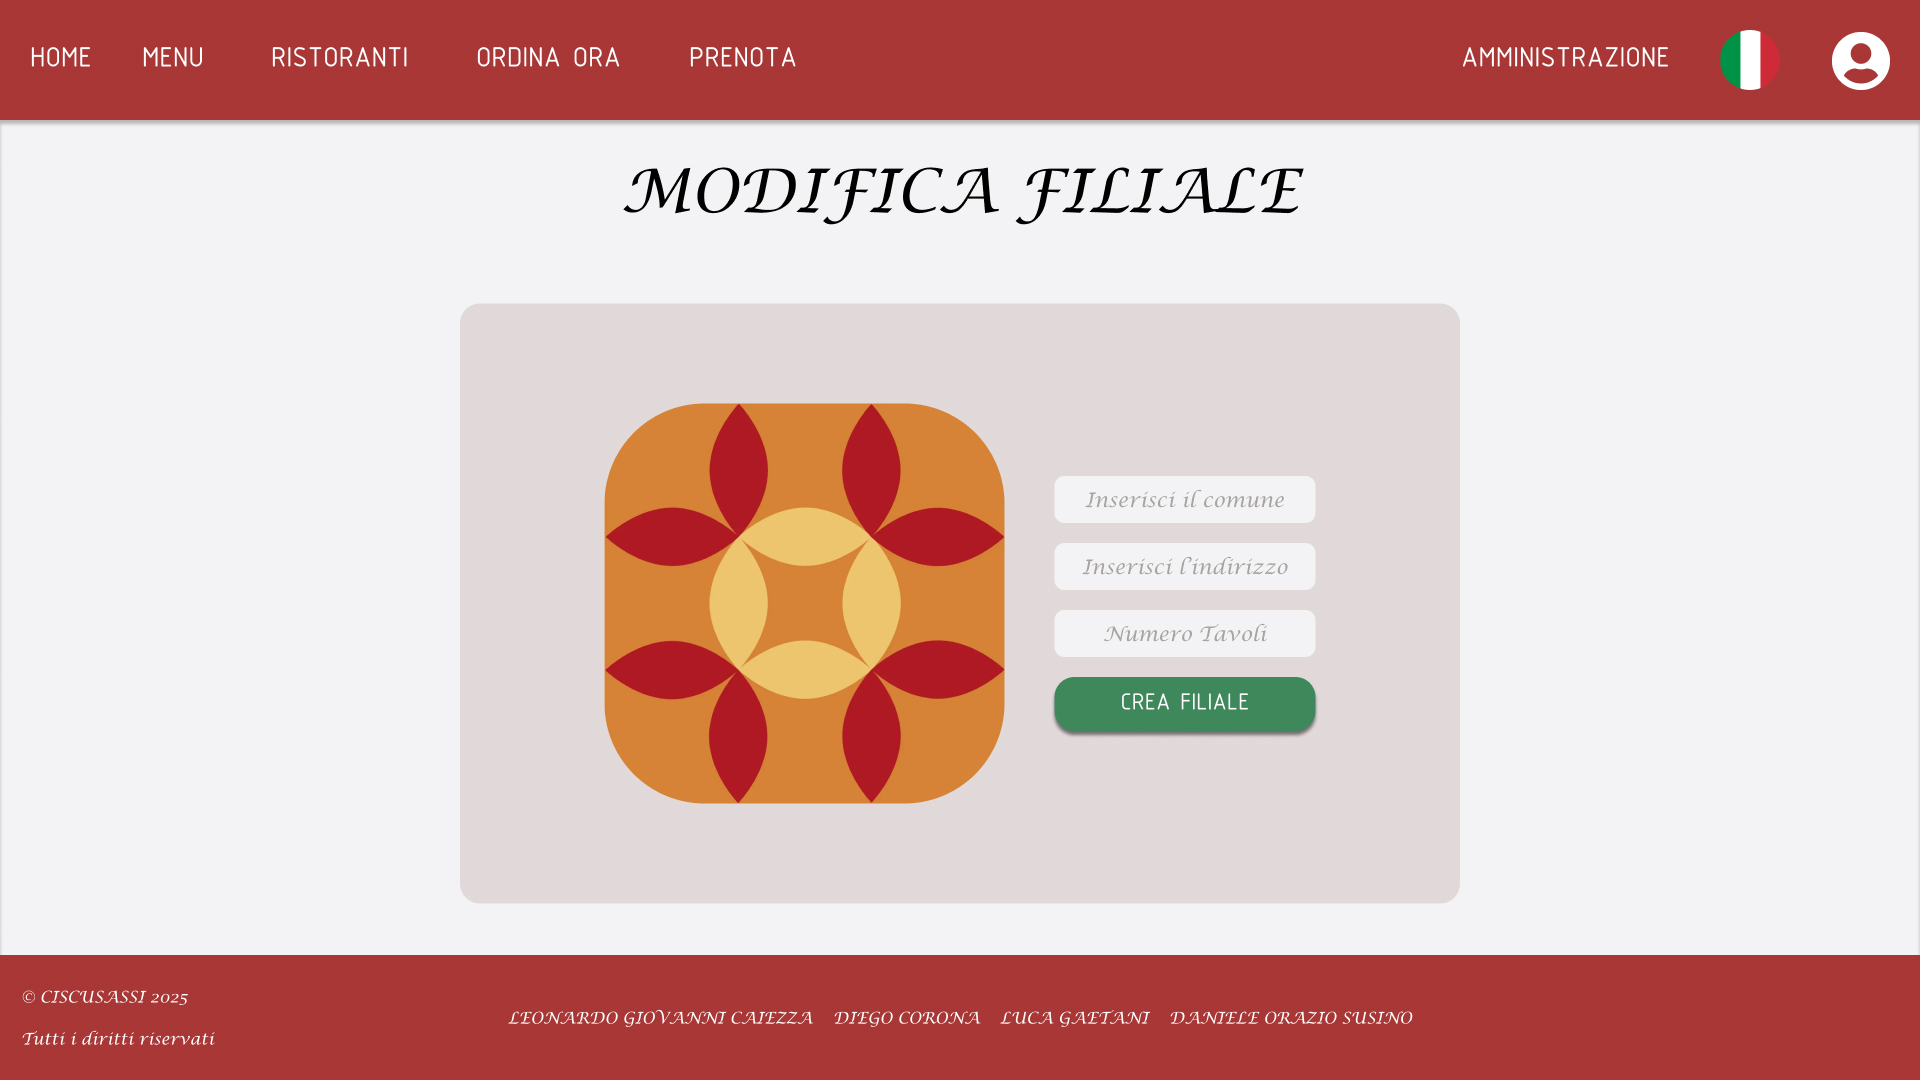 HOME MENU RISTORANTI ORDINA ORA PRENOTA AMMINISTRAZIONE
MODIFICA FILIALE
Inserisci il comune
Inserisci l'indirizzo
Numero Tavoli
CREA FILIALE
© CISCUSASSI 2025
Tutti i diritti riservati
LEONARDO GIOVANNI CAIEZZA DIEGO CORONA LUCA GAETANI DANIELE ORAZIO SUSINO